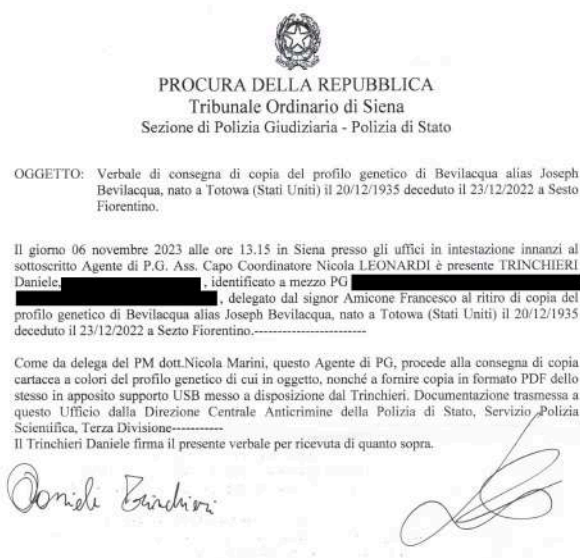 PROCURA DELLA REPUBBLICA
Tribunale Ordinario di Siena
Sezione di Polizia Giudiziaria - Polizia di Stato
OGGETTO: Verbale di consegna di copia del profilo genetico di Bevilacqua alias Joseph
Bevilacqua, nato a Totowa (Stati Uniti) il 20/12/1935 deceduto il 23/12/2022 a Sesto
Fiorentino.
Il giorno 06 novembre 2023 alle ore 13.15 in Siena presso gli uffici in intestazione innanzi al
sottoscritto Agente di P.G. Ass. Capo Coordinatore Nicola LEONARDI è presente TRINCHIERI
Daniele, , identificato a mezzo PG
, delegato dal signor Amicone Francesco al ritiro di copia del
profilo genetico di Bevilacqua alias Joseph Bevilacqua, nato a Totowa (Stati Uniti) il 20/12/1935
deceduto il 23/12/2022 a Sezto Fiorentino.------------------------
Come da delega del PM dott.Nicola Marini, questo Agente di PG, procede alla consegna di copia
cartacea a colori del profilo genetico di cui in oggetto, nonché a fornire copia in formato PDF dello
stesso in apposito supporto USB messo a disposizione dal Trinchieri. Documentazione trasmessa a
questo Ufficio dalla Direzione Centrale Anticrimine della Polizia di Stato, Servizio Polizia
Scientifica, Terza Divisione-----------
Il Trinchieri Daniele firma il presente verbale per ricevuta di quanto sopra.
Daniele Trinchieri